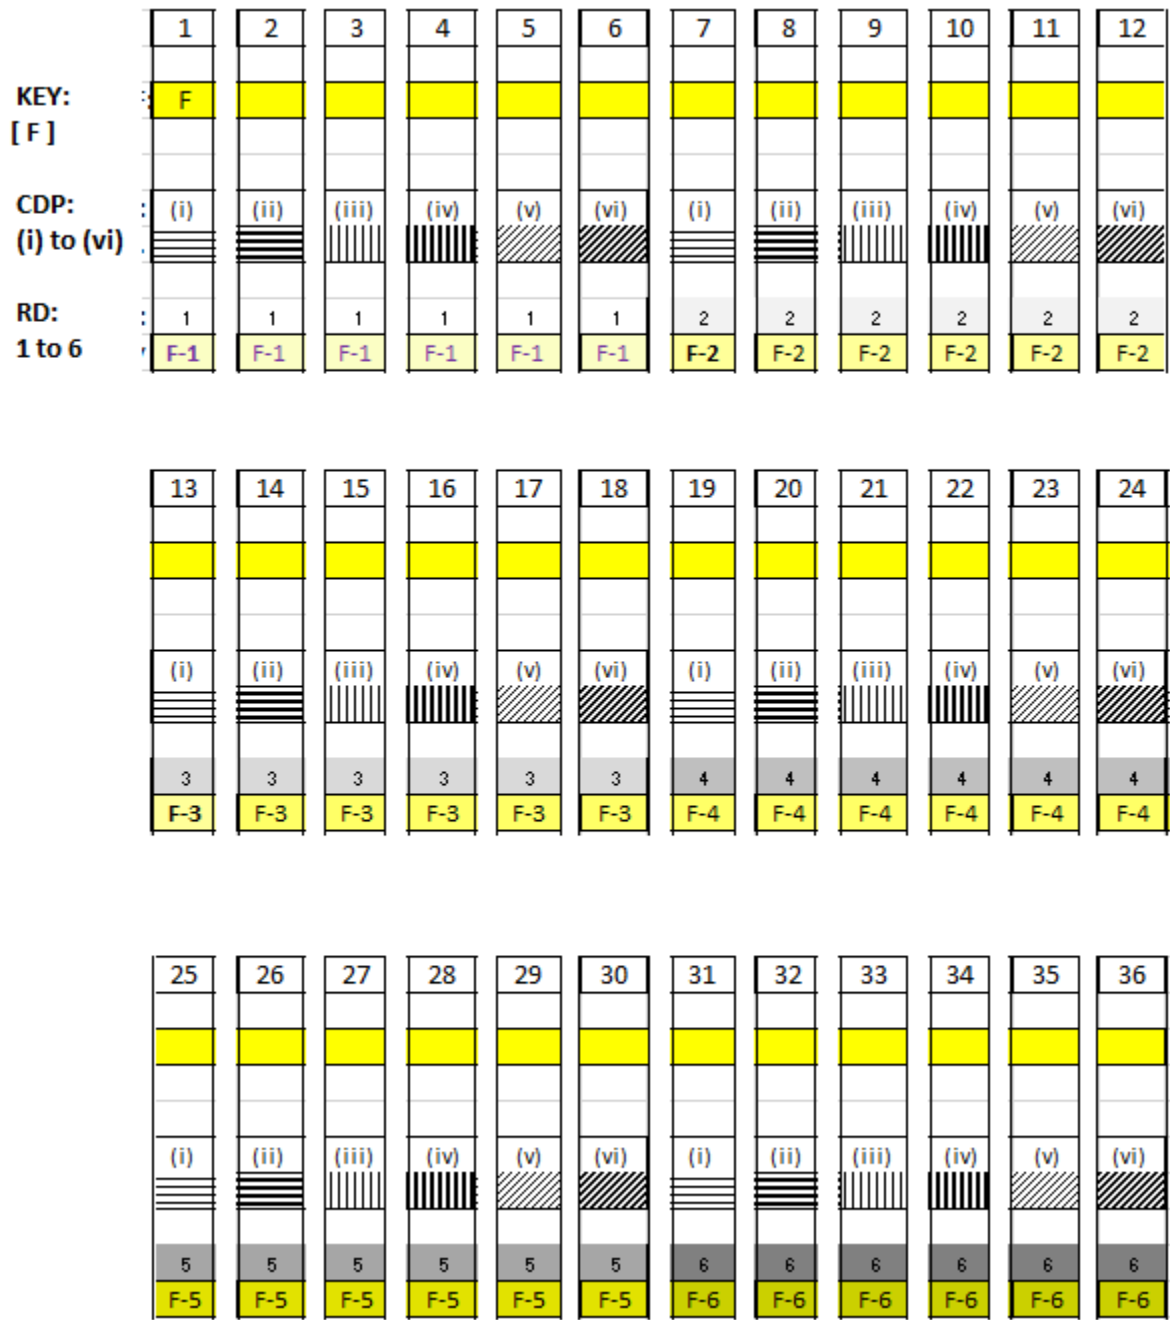 1 2 3 4 5 6 7 8 9 10 11 12
KEY: F
[ F ]
CDP: (i) (ii) (iii) (iv) (v) (vi) (i) (ii) (iii) (iv) (v) (vi)
(i) to (vi)
RD: 1 1 1 1 1 1 2 2 2 2 2 2
1 to 6 F-1 F-1 F-1 F-1 F-1 F-1 F-2 F-2 F-2 F-2 F-2 F-2
13 14 15 16 17 18 19 20 21 22 23 24
(i) (ii) (iii) (iv) (v) (vi) (i) (ii) (iii) (iv) (v) (vi)
3 3 3 3 3 3 4 4 4 4 4 4
F-3 F-3 F-3 F-3 F-3 F-3 F-4 F-4 F-4 F-4 F-4 F-4
25 26 27 28 29 30 31 32 33 34 35 36
(i) (ii) (iii) (iv) (v) (vi) (i) (ii) (iii) (iv) (v) (vi)
5 5 5 5 5 5 6 6 6 6 6 6
F-5 F-5 F-5 F-5 F-5 F-5 F-6 F-6 F-6 F-6 F-6 F-6